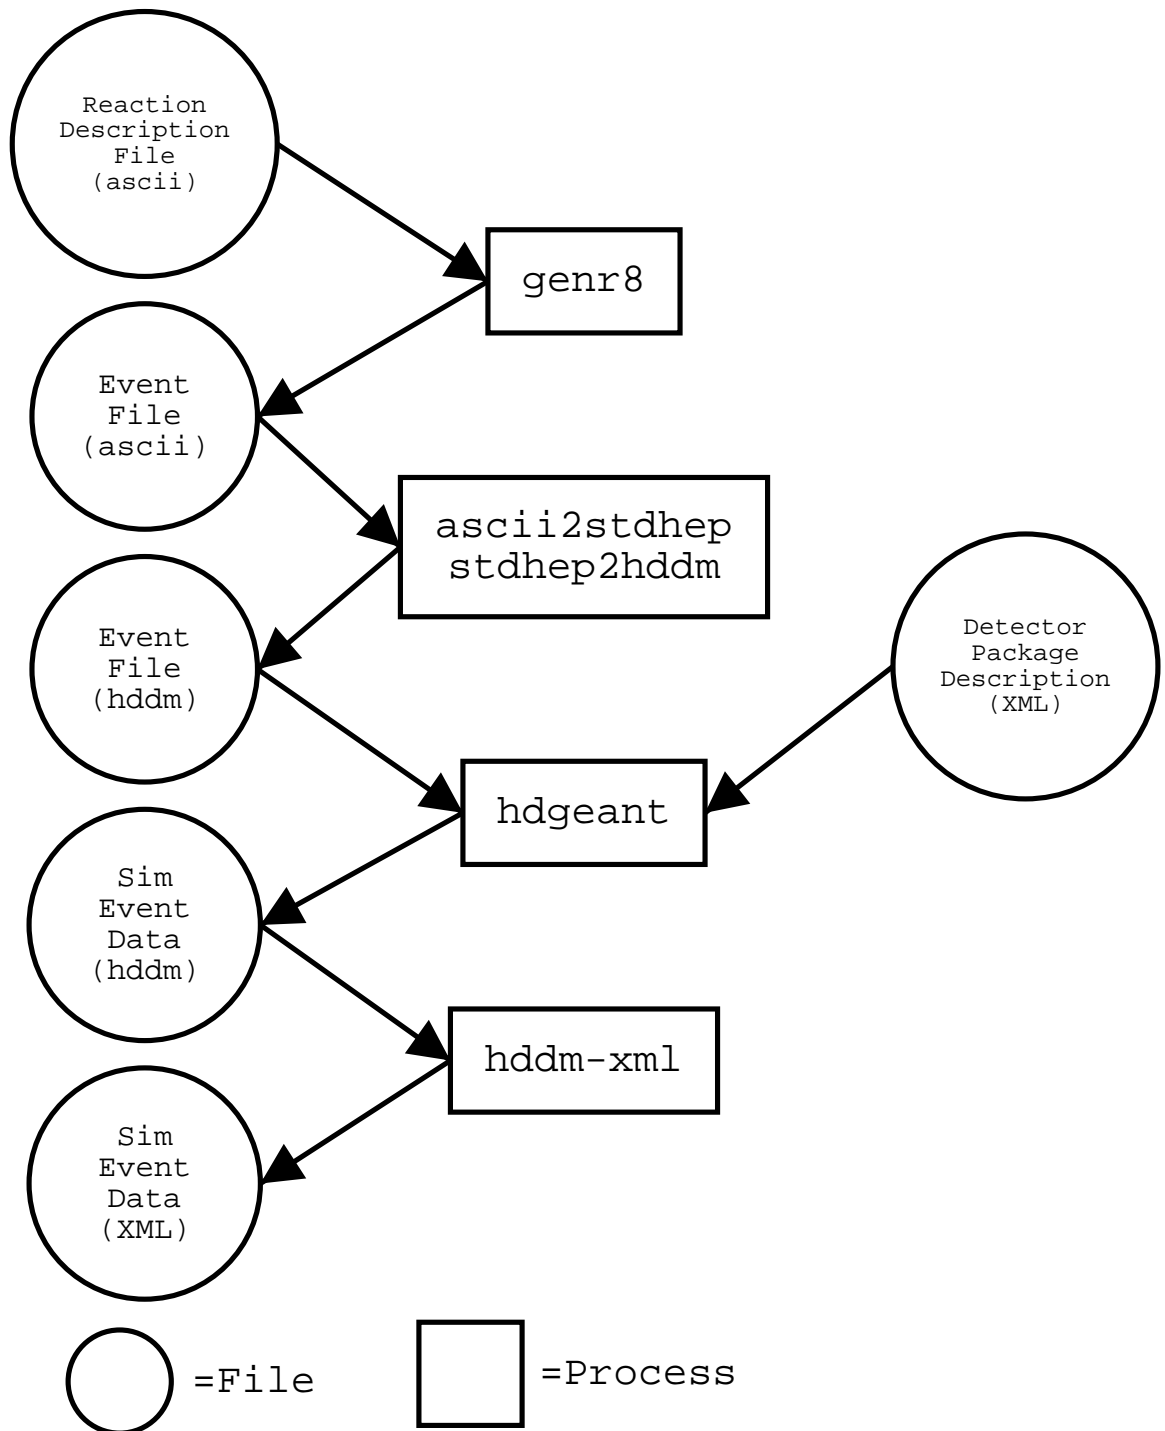 Reaction
Description
File
(ascii)
genr8
Event
File
(ascii)
ascii2stdhep
stdhep2hddm
Event
File
(hddm)
Detector
Package
Description
(XML)
hdgeant
Sim
Event
Data
(hddm)
hddm-xml
Sim
Event
Data
(XML)
=File
=Process